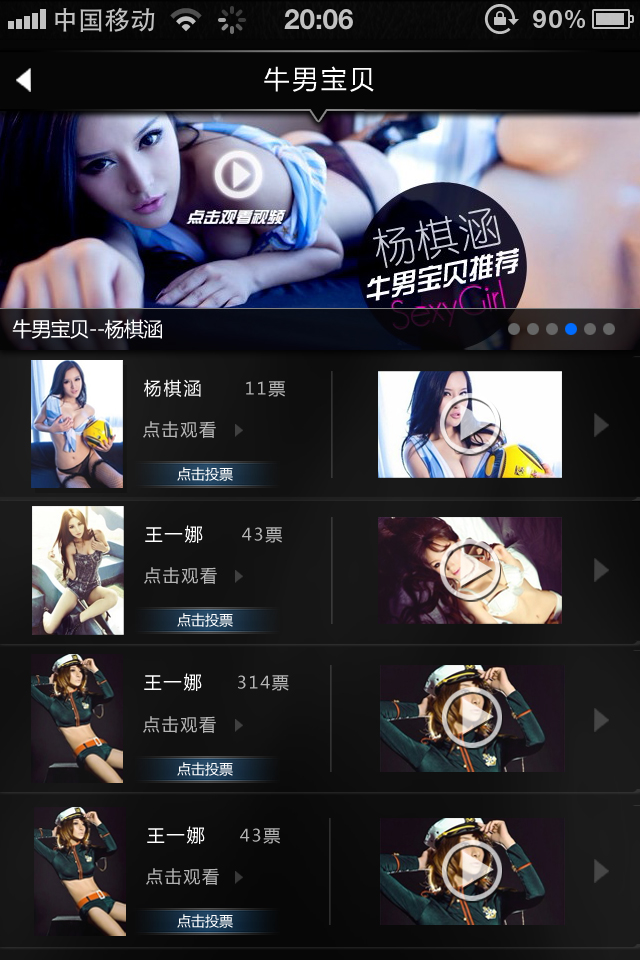 中国移动 20:06 90%
牛男宝贝
点击观看视频
杨棋涵
牛男宝贝推荐
SexyGirl
牛男宝贝--杨棋涵
杨棋涵 11票
点击观看
点击投票
王一娜 43票
点击观看
点击投票
王一娜 314票
点击观看
点击投票
王一娜 43票
点击观看
点击投票